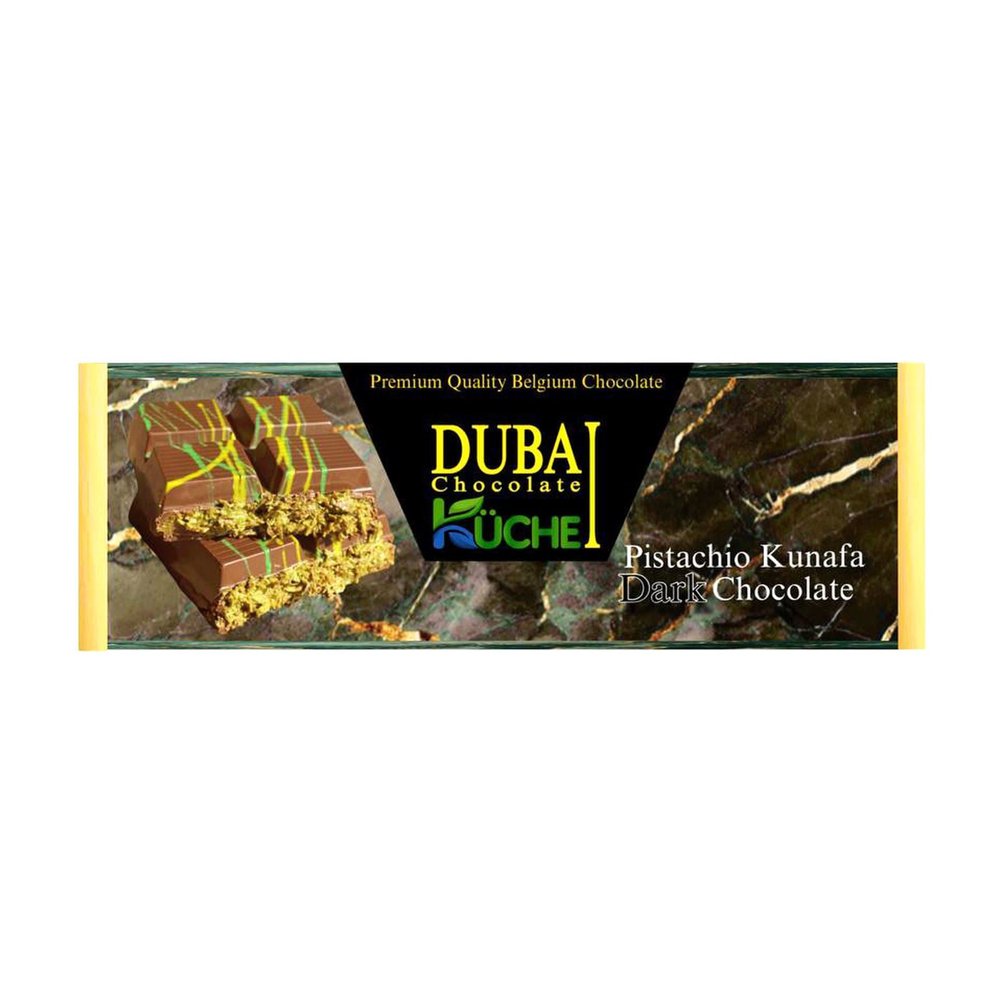 Premium Quality Belgium Chocolate
DUBAI
Chocolate
KÜCHE
Pistachio Kunafa
Dark Chocolate